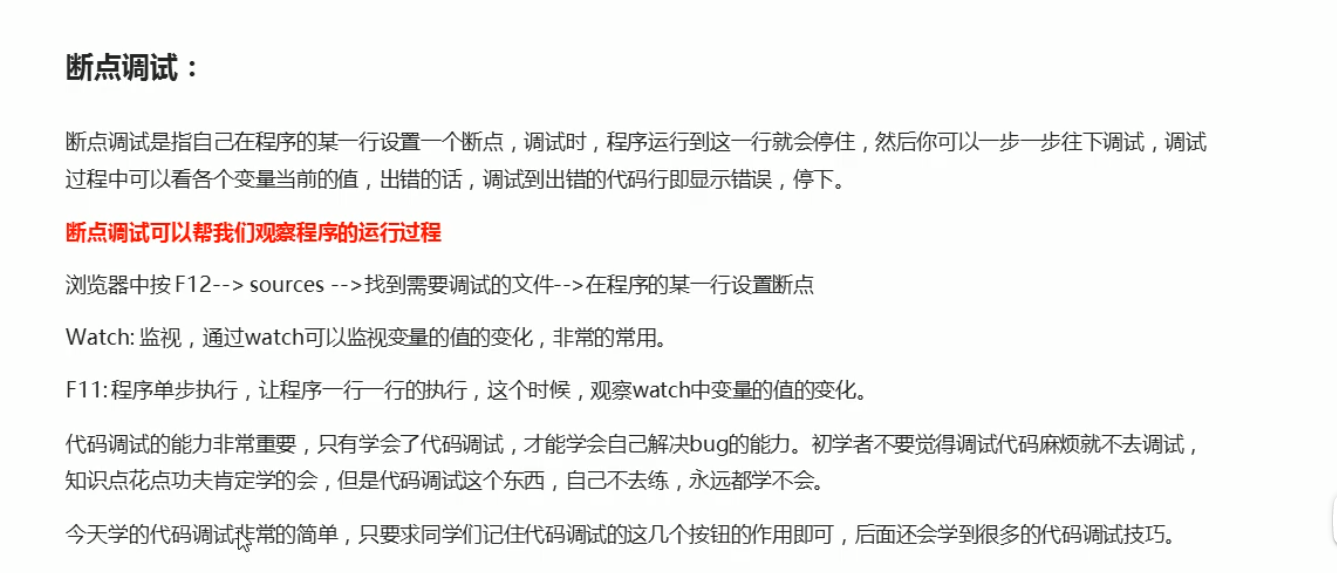 断点调试：
断点调试是指自己在程序的某一行设置一个断点，调试时，程序运行到这一行就会停住，然后你可以一步一步往下调试，调试
过程中可以看各个变量当前的值，出错的话，调试到出错的代码行即显示错误，停下。
断点调试可以帮我们观察程序的运行过程
浏览器中按 F12--> sources -->找到需要调试的文件-->在程序的某一行设置断点
Watch: 监视，通过watch可以监视变量的值的变化，非常的常用。
F11: 程序单步执行，让程序一行一行的执行，这个时候，观察watch中变量的值的变化。
代码调试的能力非常重要，只有学会了代码调试，才能学会自己解决bug的能力。初学者不要觉得调试代码麻烦就不去调试，
知识点花点功夫肯定学的会，但是代码调试这个东西，自己不去练，永远都学不会。
今天学的代码调试非常的简单，只要求同学们记住代码调试的这几个按钮的作用即可，后面还会学到很多的代码调试技巧。